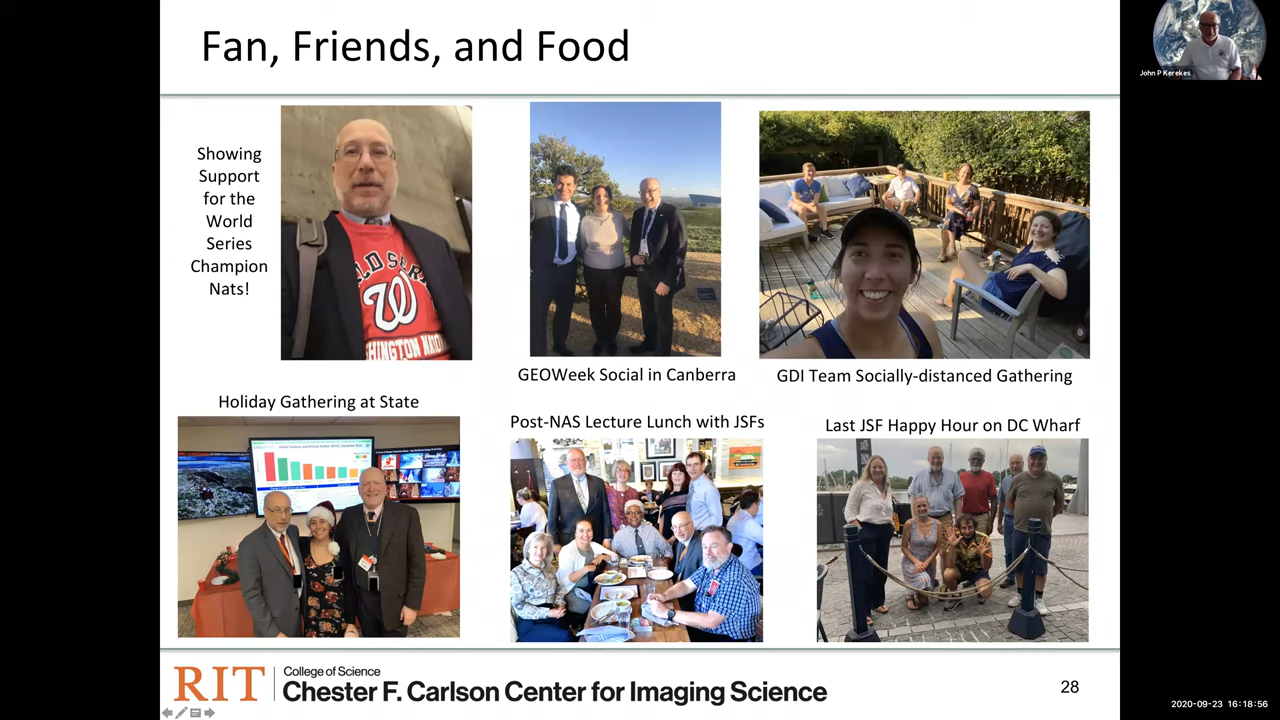 Fan, Friends, and Food
John P Kerekes
Showing
Support
for the
World
Series
Champion
Nats!
W
GEOWeek Social in Canberra
GDI Team Socially-distanced Gathering
Holiday Gathering at State
Post-NAS Lecture Lunch with JSFs
Last JSF Happy Hour on DC Wharf
RIT
College of Science
Chester F. Carlson Center for Imaging Science
28
2020-09-23 16:18:56